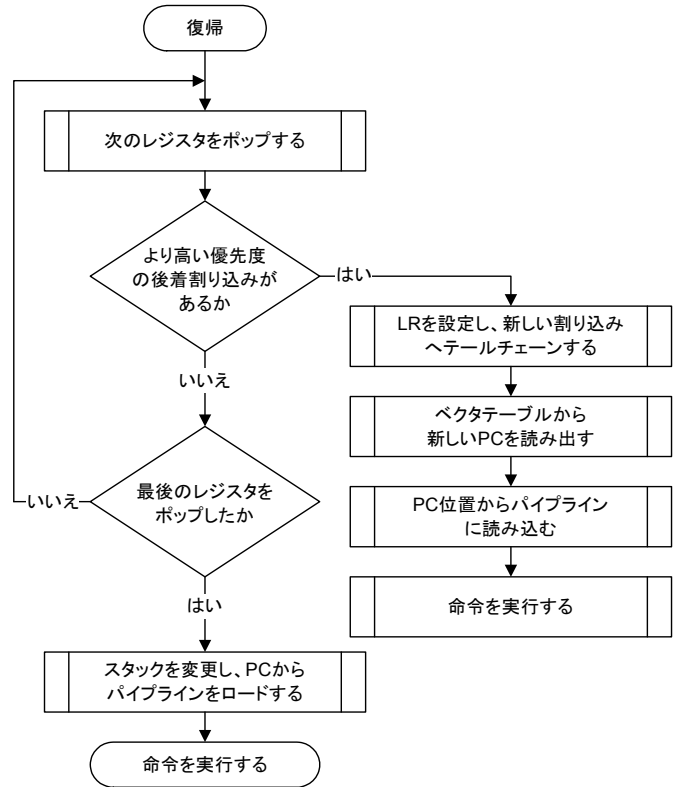 復帰
次のレジスタをポップする
より高い優先度
の後着割り込みが
あるか
はい
LRを設定し、新しい割り込み
へテールチェーンする
いいえ
ベクタテーブルから
新しいPCを読み出す
最後のレジスタを
ポップしたか
いいえ
PC位置からパイプライン
に読み込む
はい
命令を実行する
スタックを変更し、PCから
パイプラインをロードする
命令を実行する